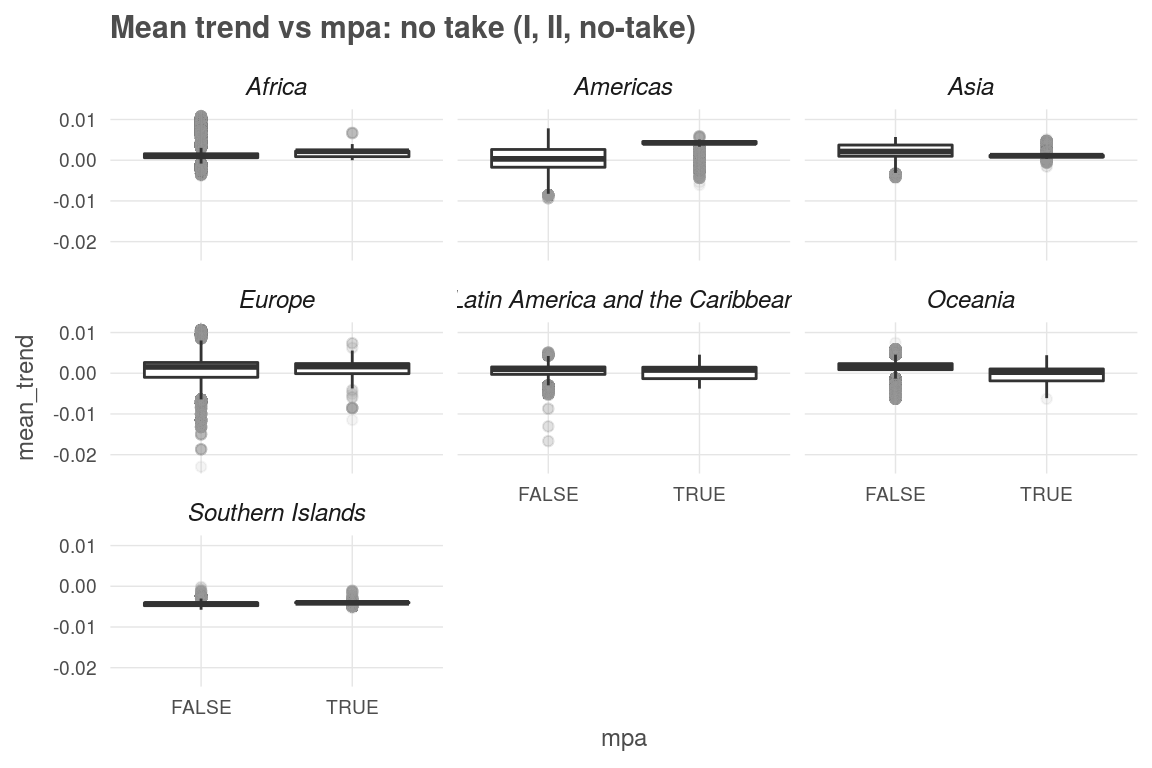 Mean trend vs mpa: no take (I, II, no-take)
Africa
Americas
Asia
0.01
0.00
-0.01
-0.02
Europe
Latin America and the Caribbean
Oceania
0.01
0.00
-0.01
-0.02
mean_trend
FALSE
TRUE
FALSE
TRUE
Southern Islands
0.01
0.00
-0.01
-0.02
FALSE
TRUE
mpa